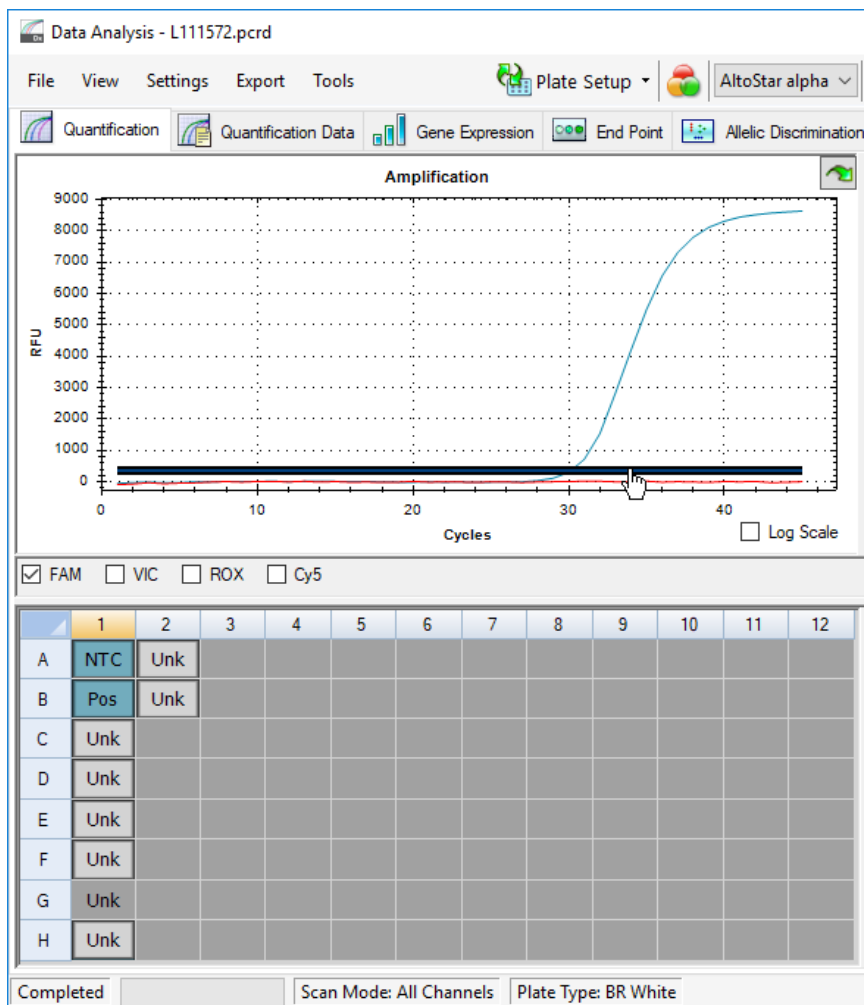 Data Analysis - L111572.pcrd
File View Settings Export Tools Plate Setup AltoStar alpha
Quantification Quantification Data Gene Expression End Point Allelic Discrimination
Amplification
9000
8000
7000
6000
5000
4000
3000
2000
1000
0
RFU
0 10 20 30 40
Cycles
Log Scale
FAM VIC ROX Cy5
1 2 3 4 5 6 7 8 9 10 11 12
A NTC Unk
B Pos Unk
C Unk
D Unk
E Unk
F Unk
G Unk
H Unk
Completed Scan Mode: All Channels Plate Type: BR White